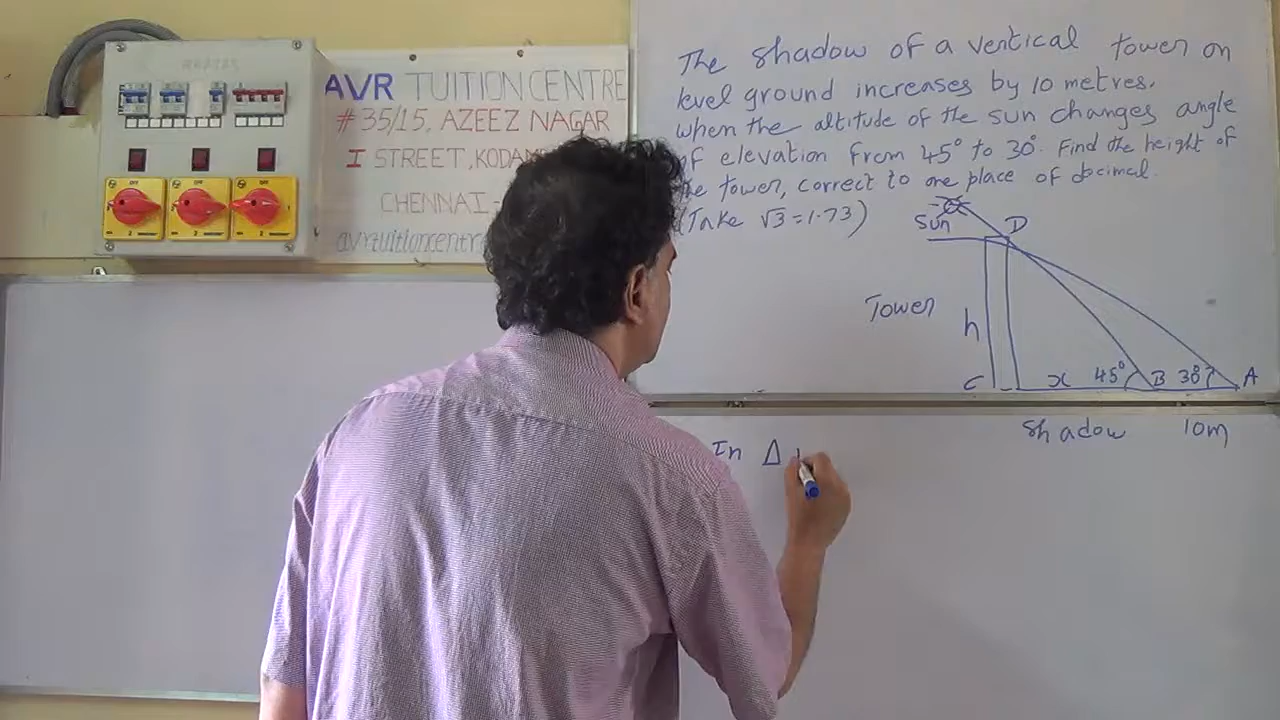 AVR TUITION CENTRE
# 35/15, AZEEZ NAGAR
I STREET, 
CHENNAI -
The shadow of a vertical tower on
level ground increases by 10 metres.
when the altitude of the sun changes angle
of elevation from 45° to 30°. Find the height of
tower, correct to one place of decimal.
(Take √3 = 1.73)
Sun
D
Tower
h
C x 45° B 30° A
Shadow 10m
In Δ